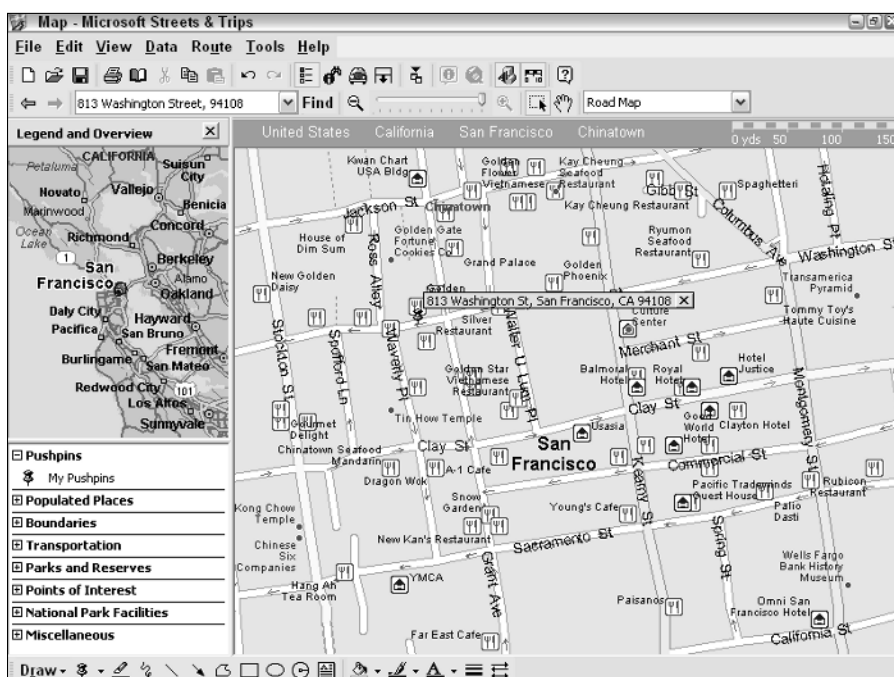 Map - Microsoft Streets & Trips
File Edit View Data Route Tools Help
813 Washington Street, 94108
Find
Road Map
Legend and Overview
United States California San Francisco Chinatown
0 yds 50 100 150
CALIFORNIA
Petaluma
Suisun City
Novato
Vallejo
Marinwood
Benicia
Ocean Lake
Concord
Richmond
1
San Francisco
Berkeley
Alamo
Oakland
Daly City
Pacifica
Hayward
San Bruno
Burlingame
Fremont
San Mateo
Redwood City
101
Los Altos
Sunnyvale
Pushpins
My Pushpins
Populated Places
Boundaries
Transportation
Parks and Reserves
Points of Interest
National Park Facilities
Miscellaneous
Kwan Chart USA Bldg
Golden Flower Vietnamese
Kay Cheung Seafood Restaurant
Gibb St
Spaghetteri
Hotaling Pl
Jackson St
Chinatown
Kay Cheung Restaurant
Columbus Ave
House of Dim Sum
Ross Alley
Golden Gate Fortune Cookies Co
Grand Palace
Ryumon Seafood Restaurant
Washington St
New Golden Daisy
Golden Phoenix
Transamerica Pyramid
Golden
813 Washington St, San Francisco, CA 94108
Culture Center
Tommy Toy's Haute Cuisine
Silver Restaurant
Stockton St
Spofford Ln
Waverly Pl
Walter U Lum Pl
Merchant St
Golden Star Vietnamese Restaurant
Balmoral Hotel
Royal Hotel
Hotel Justice
Montgomery St
Tin How Temple
Clay St
Gourmet Delight
Usasia
Good World Hotel
Clayton Hotel
Chinatown Seafood
Mandarin
Clay St
San Francisco
Commercial St
A-1 Cafe
Dragon Wok
Kearny St
Pacific Tradewinds Guest House
Rubicon Restaurant
Snow Garden
Young's Cafe
Palio Dasti
Kong Chow Temple
New Kan's Restaurant
Sacramento St
Spring St
Chinese Six Companies
Grant Ave
Wells Fargo Bank History Museum
Hang Ah Tea Room
YMCA
Paisanos
Omni San Francisco Hotel
Far East Cafe
California St
Draw